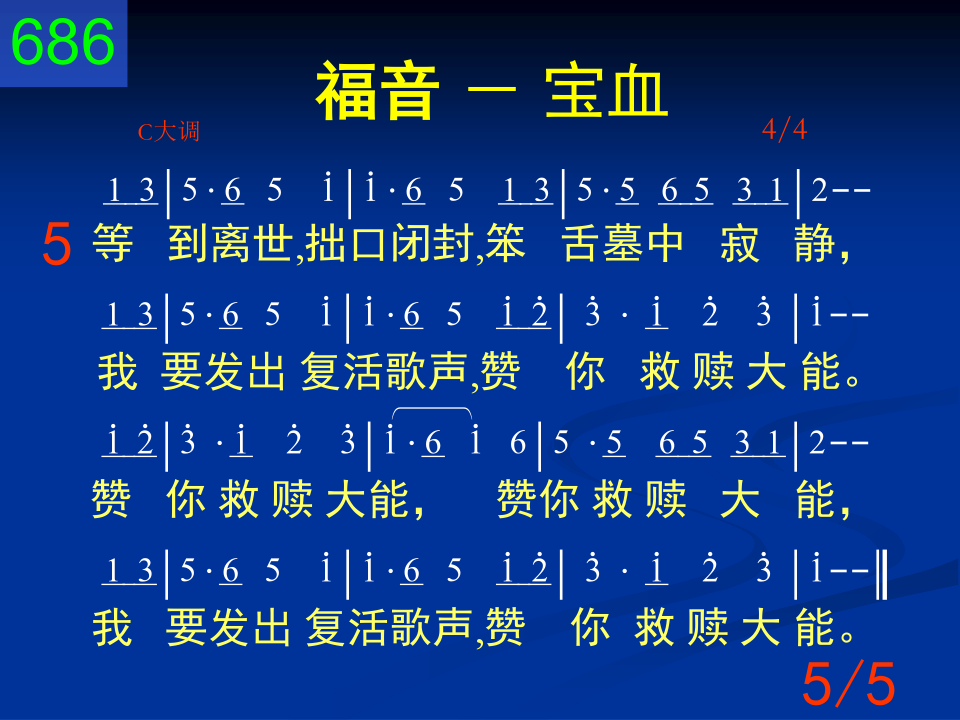 686
福音 － 宝血
C大调 4/4
1 3|5·6 5 i|i·6 5 1 3|5·5 6 5 3 1|2--
5 等 到离世,拙口闭封,笨 舌墓中 寂 静，
1 3|5·6 5 i|i·6 5 i 2̇|3̇ · i 2̇ 3̇|i--
我 要发出 复活歌声,赞 你 救 赎 大 能。
i 2̇|3̇ ·i 2̇ 3̇|i·6 i 6|5 ·5 6 5 3 1|2--
赞 你 救 赎 大能， 赞你 救 赎 大 能，
1 3|5·6 5 i|i·6 5 i 2̇|3̇ · i 2̇ 3̇|i--‖
我 要发出 复活歌声,赞 你 救 赎 大 能。
5/5